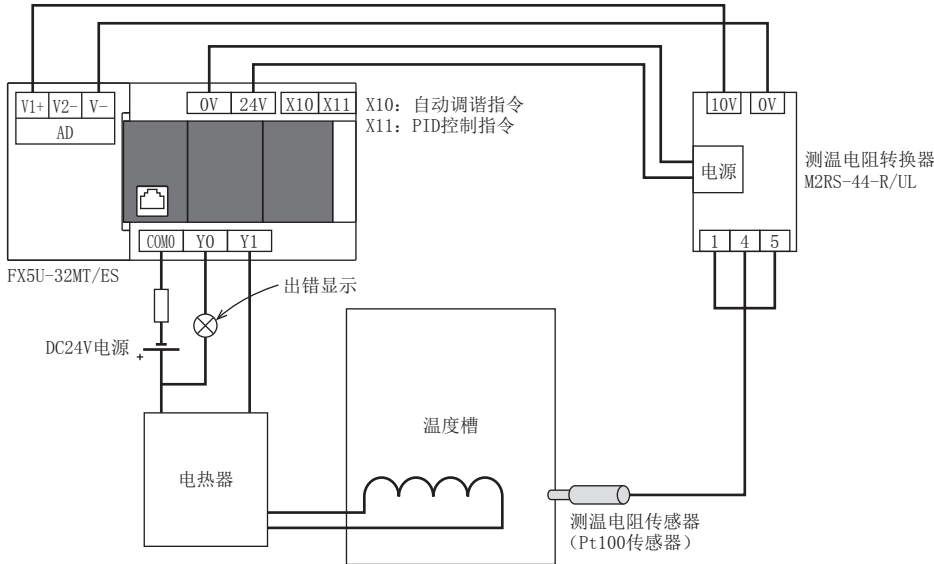 V1+ V2- V-
AD
0V 24V X10 X11
X10：自动调谐指令
X11：PID控制指令
10V 0V
电源
测温电阻转换器
M2RS-44-R/UL
1 4 5
COM0 Y0 Y1
FX5U-32MT/ES
出错显示
DC24V电源
+
温度槽
电热器
测温电阻传感器
（Pt100传感器）